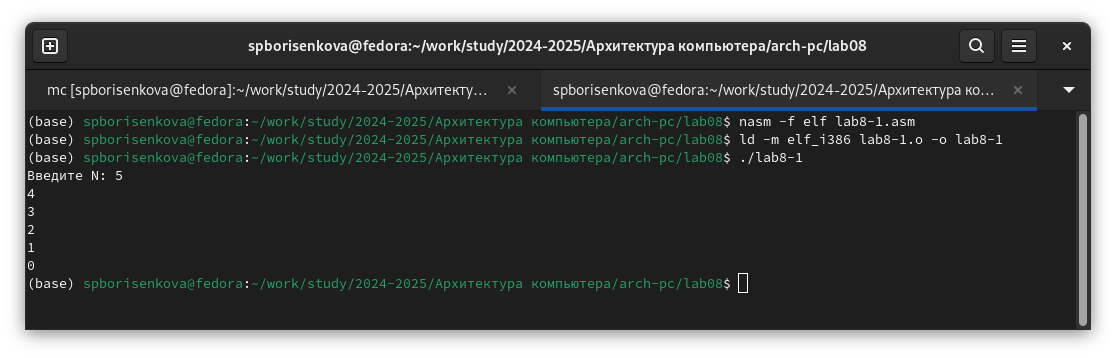 spborisenkova@fedora:~/work/study/2024-2025/Архитектура компьютера/arch-pc/lab08
mc [spborisenkova@fedora]:~/work/study/2024-2025/Архитекту...
spborisenkova@fedora:~/work/study/2024-2025/Архитектура ко...
(base) spborisenkova@fedora:~/work/study/2024-2025/Архитектура компьютера/arch-pc/lab08$ nasm -f elf lab8-1.asm
(base) spborisenkova@fedora:~/work/study/2024-2025/Архитектура компьютера/arch-pc/lab08$ ld -m elf_i386 lab8-1.o -o lab8-1
(base) spborisenkova@fedora:~/work/study/2024-2025/Архитектура компьютера/arch-pc/lab08$ ./lab8-1
Введите N: 5
4
3
2
1
0
(base) spborisenkova@fedora:~/work/study/2024-2025/Архитектура компьютера/arch-pc/lab08$